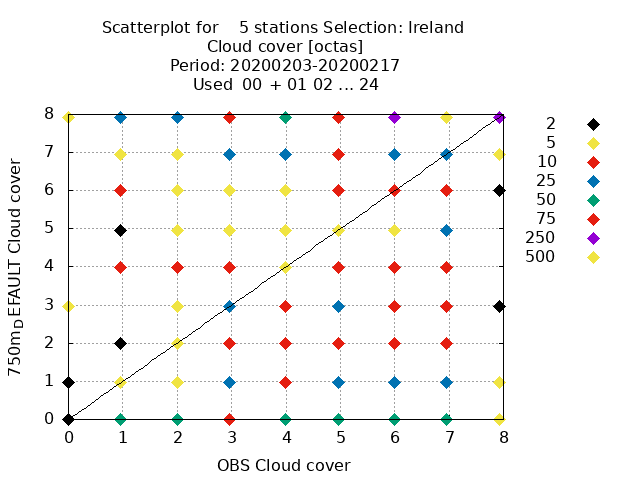 Scatterplot for 5 stations Selection: Ireland
Cloud cover [octas]
Period: 20200203-20200217
Used 00 + 01 02 ... 24
750mDEFAULT Cloud cover
8
7
6
5
4
3
2
1
0
0 1 2 3 4 5 6 7 8
OBS Cloud cover
2
5
10
25
50
75
250
500